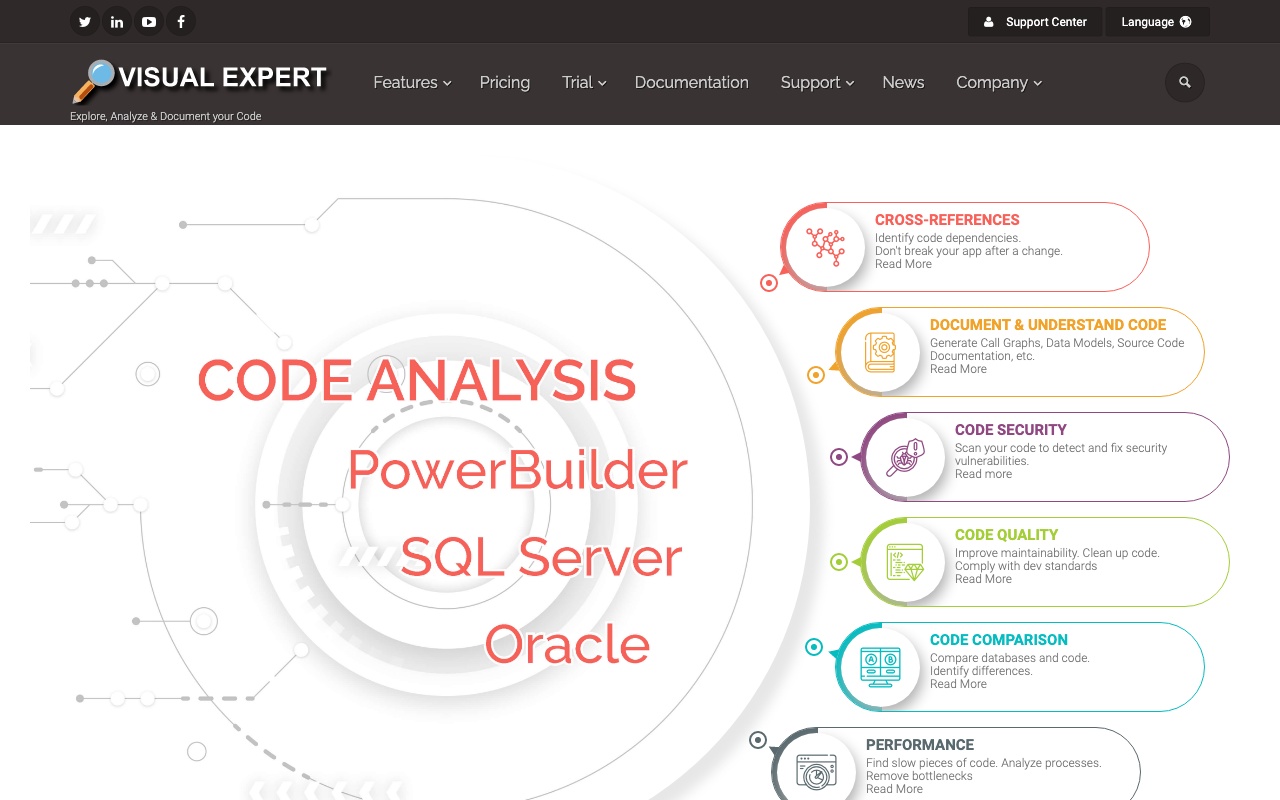 Support Center
Language
VISUAL EXPERT
Explore, Analyze & Document your Code
Features
Pricing
Trial
Documentation
Support
News
Company
CODE ANALYSIS
PowerBuilder
SQL Server
Oracle
CROSS-REFERENCES
Identify code dependencies.
Don't break your app after a change.
Read More
DOCUMENT & UNDERSTAND CODE
Generate Call Graphs, Data Models, Source Code
Documentation, etc.
Read More
CODE SECURITY
Scan your code to detect and fix security
vulnerabilities.
Read more
CODE QUALITY
Improve maintainability. Clean up code.
Comply with dev standards
Read More
A B
CODE COMPARISON
Compare databases and code.
Identify differences.
Read More
PERFORMANCE
Find slow pieces of code. Analyze processes.
Remove bottlenecks
Read More